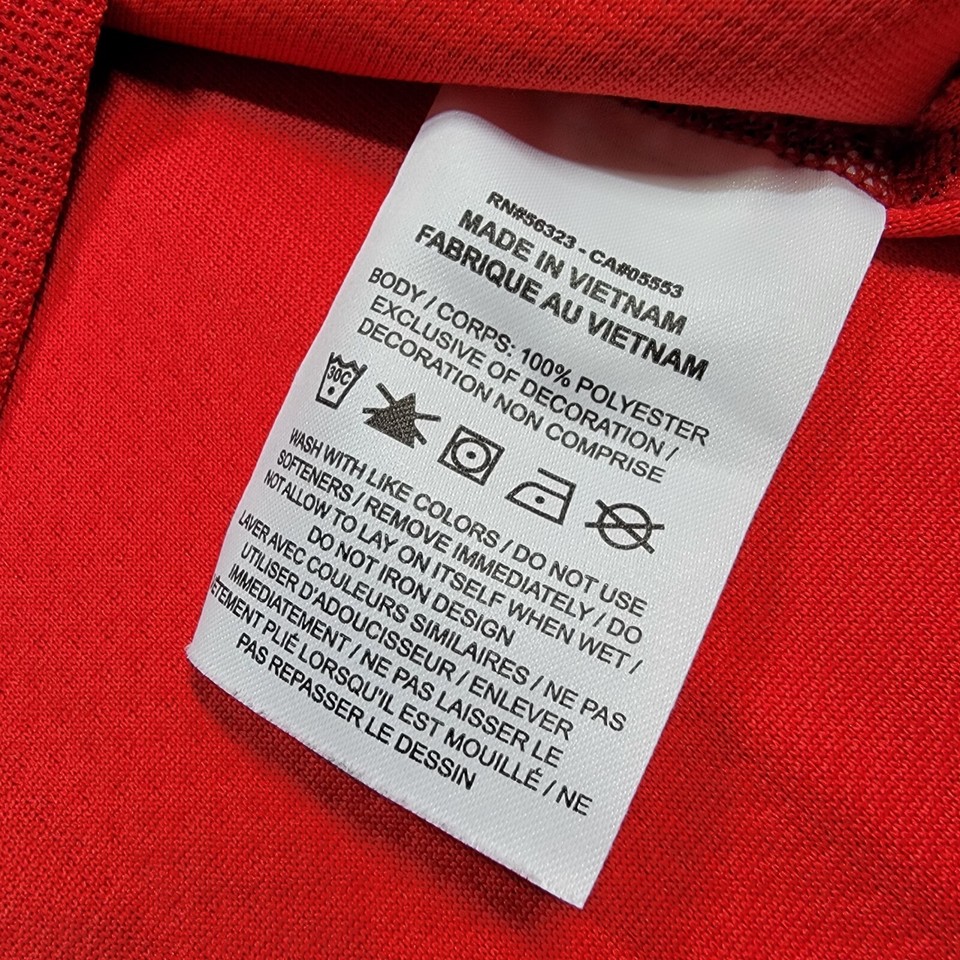 RN#56323 - CA#05553
MADE IN VIETNAM
FABRIQUE AU VIETNAM
BODY / CORPS: 100% POLYESTER
EXCLUSIVE OF DECORATION /
DECORATION NON COMPRISE
30C
WASH WITH LIKE COLORS / DO NOT USE
SOFTENERS / REMOVE IMMEDIATELY / DO
NOT ALLOW TO LAY ON ITSELF WHEN WET /
DO NOT IRON DESIGN
LAVER AVEC COULEURS SIMILAIRES / NE PAS
UTILISER D'ADOUCISSEUR / ENLEVER
IMMEDIATEMENT / NE PAS LAISSER LE
ÊTEMENT PLIÉ LORSQU'IL EST MOUILLÉ / NE
PAS REPASSER LE DESSIN